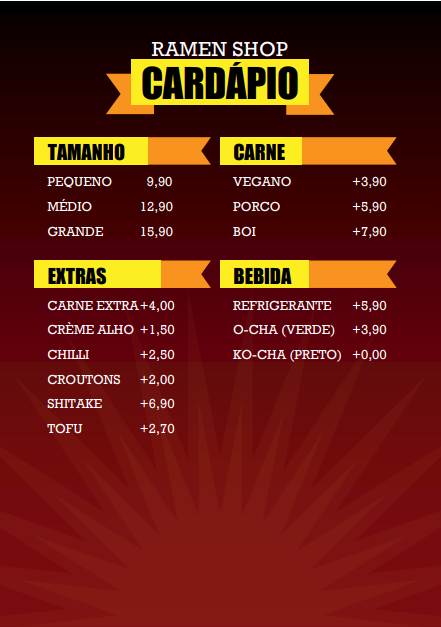 RAMEN SHOP
CARDÁPIO
TAMANHO
PEQUENO 9,90
MÉDIO 12,90
GRANDE 15,90
CARNE
VEGANO +3,90
PORCO +5,90
BOI +7,90
EXTRAS
CARNE EXTRA +4,00
CRÈME ALHO +1,50
CHILLI +2,50
CROUTONS +2,00
SHITAKE +6,90
TOFU +2,70
BEBIDA
REFRIGERANTE +5,90
O-CHA (VERDE) +3,90
KO-CHA (PRETO) +0,00